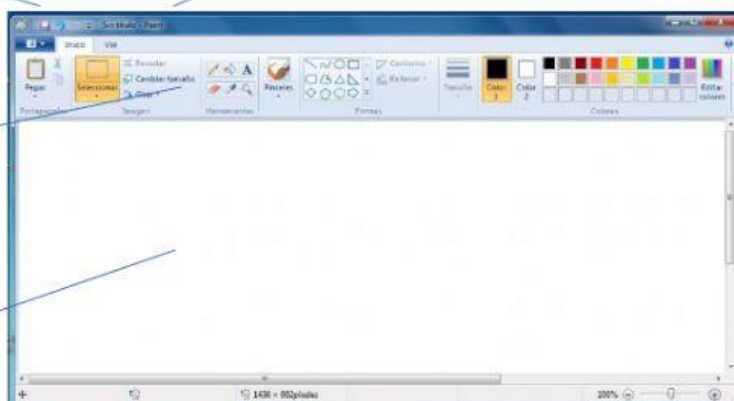 Sin título - Paint
Inicio Ver
Pegar
Seleccionar
Recortar
Cambiar tamaño
Girar
A
Pinceles
Contorno
Rellenar
Tamaño
Color 1
Color 2
Editar colores
Portapapeles Imagen Herramientas Formas Colores
100%